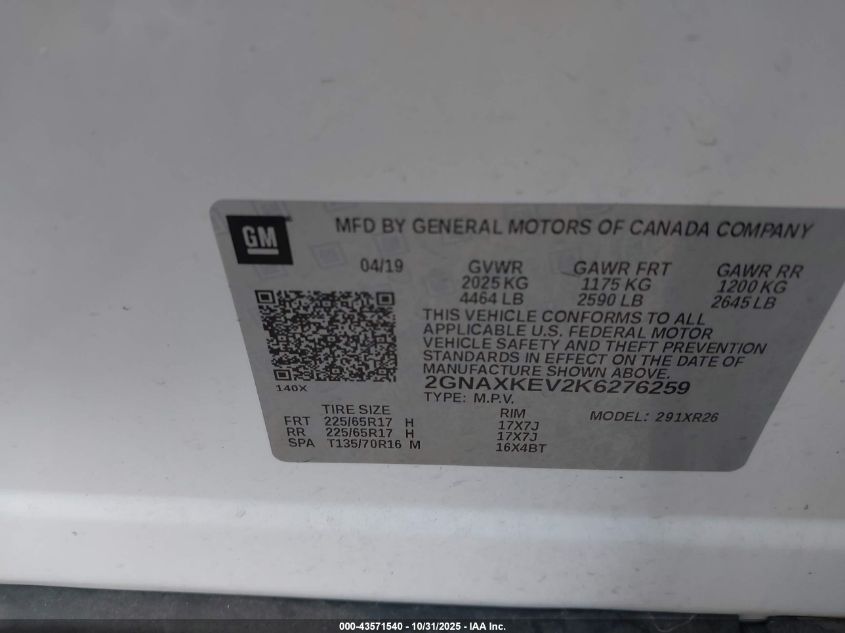 GM
MFD BY GENERAL MOTORS OF CANADA COMPANY
04/19 GVWR GAWR FRT GAWR RR
2025 KG 1175 KG 1200 KG
4464 LB 2590 LB 2645 LB
THIS VEHICLE CONFORMS TO ALL
APPLICABLE U.S. FEDERAL MOTOR
VEHICLE SAFETY AND THEFT PREVENTION
STANDARDS IN EFFECT ON THE DATE OF
MANUFACTURE SHOWN ABOVE.
140X
2GNAXKEV2K6276259
TYPE: M.P.V.
TIRE SIZE RIM MODEL: 291XR26
FRT 225/65R17 H 17X7J
RR 225/65R17 H 17X7J
SPA T135/70R16 M 16X4BT
000-43571540 - 10/31/2025 - IAA Inc.